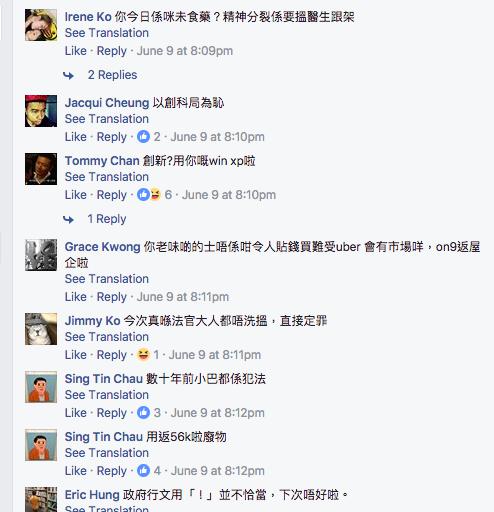 Irene Ko 你今日係咪未食藥？精神分裂係要搵醫生跟架
See Translation
Like · Reply · June 9 at 8:09pm
2 Replies
Jacqui Cheung 以創科局為恥
See Translation
Like · Reply · 2 · June 9 at 8:10pm
Tommy Chan 創新?用你嘅win xp啦
See Translation
Like · Reply · 6 · June 9 at 8:10pm
1 Reply
Grace Kwong 你老味啲的士唔係咁令人貼錢買難受uber 會有市場咩，on9返屋
企啦
See Translation
Like · Reply · June 9 at 8:11pm
Jimmy Ko 今次真喺法官大人都唔洗搵，直接定罪
See Translation
Like · Reply · 1 · June 9 at 8:11pm
Sing Tin Chau 數十年前小巴都係犯法
See Translation
Like · Reply · 3 · June 9 at 8:12pm
Sing Tin Chau 用返56k啦廢物
See Translation
Like · Reply · 4 · June 9 at 8:12pm
Eric Hung 政府行文用「！」並不恰當，下次唔好啦。
See Translation